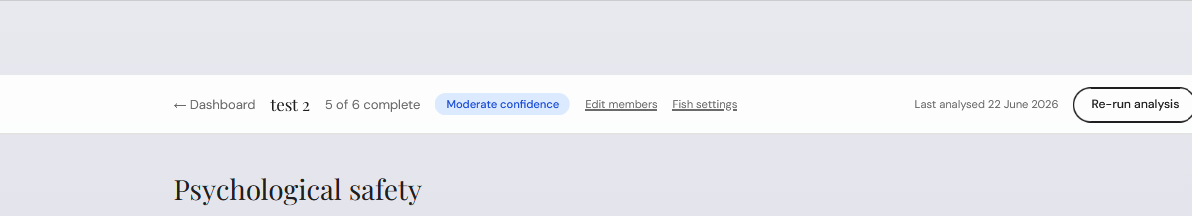 ← Dashboard test 2 5 of 6 complete Moderate confidence Edit members Fish settings Last analysed 22 June 2026 Re-run analysis
Psychological safety